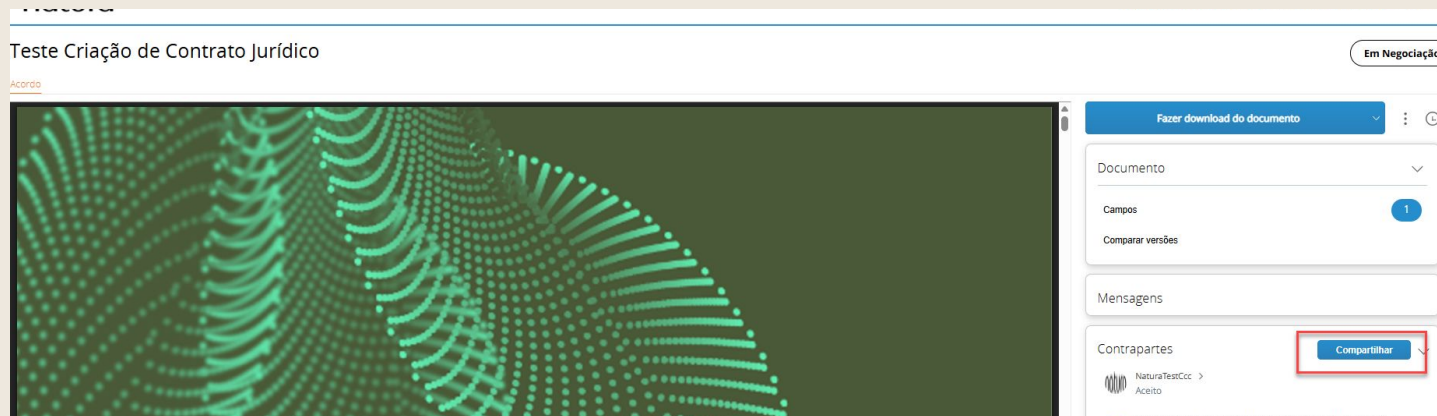 Teste Criação de Contrato Jurídico
Em Negociação
Acordo
Fazer download do documento
Documento
Campos
1
Comparar versões
Mensagens
Contrapartes
Compartilhar
NaturaTestCcc >
Aceito